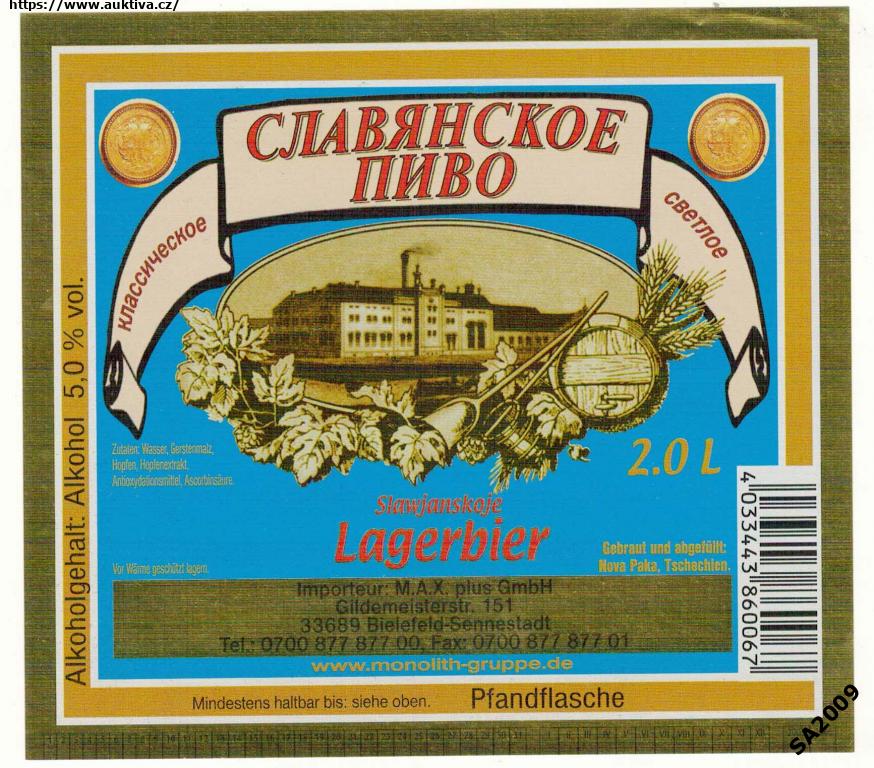 https://www.auktiva.cz/
СЛАВЯНСКОЕ
ПИВО
классическое
светлое
Alkoholgehalt: Alkohol 5,0 % vol.
Zutaten: Wasser, Gerstenmalz,
Hopfen, Hopfenextrakt.
Antioxydationsmittel, Ascorbinsäure.
2.0 L
Slawjanskoje
Lagerbier
Gebraut und abgefüllt:
Nova Paka, Tschechien.
Vor Wärme geschützt lagern.
Importeur: M.A.X. plus GmbH
Gildemeisterstr. 151
33689 Bielefeld-Sennestadt
Tel.: 0700 877 877 00, Fax: 0700 877 877 01
www.monolith-gruppe.de
4 033443 860067
Mindestens haltbar bis: siehe oben.
Pfandflasche
SA2009